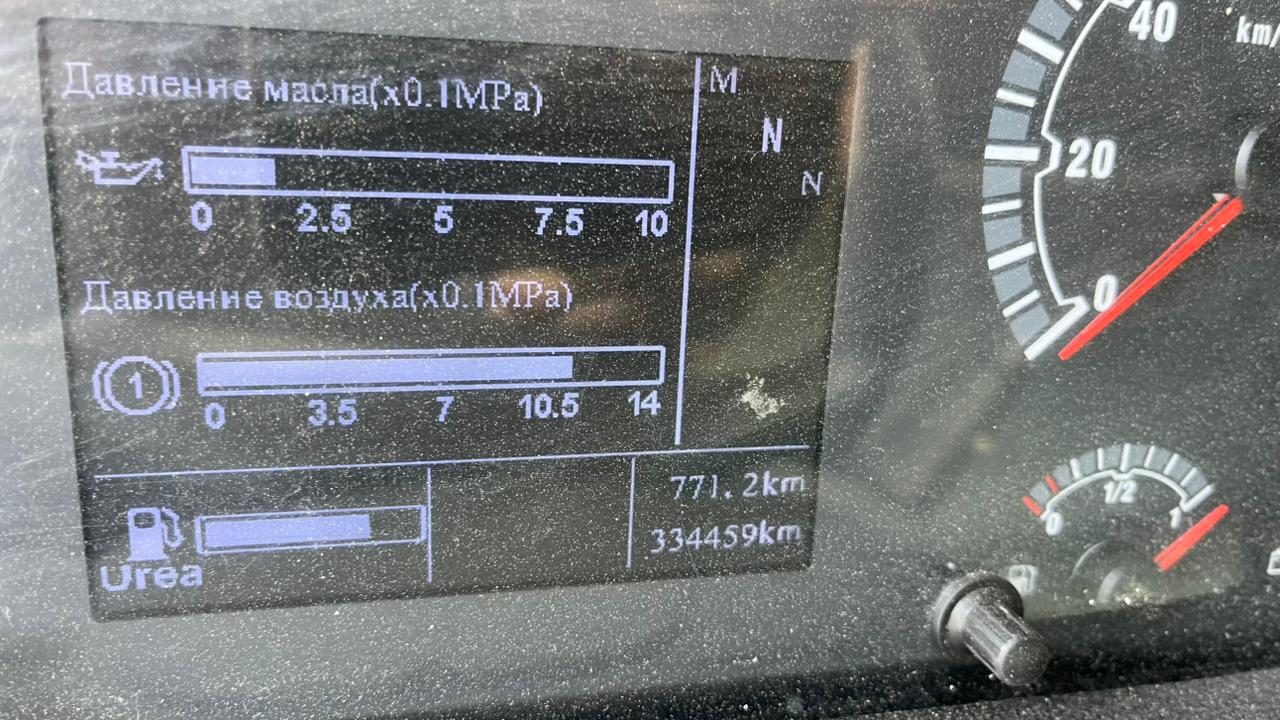 Давление масла(x0.1MPa)
0 2.5 5 7.5 10
M
N
N
Давление воздуха(x0.1MPa)
1
0 3.5 7 10.5 14
Urea
771.2km
334459km
40
km/
20
0
0 1/2 1